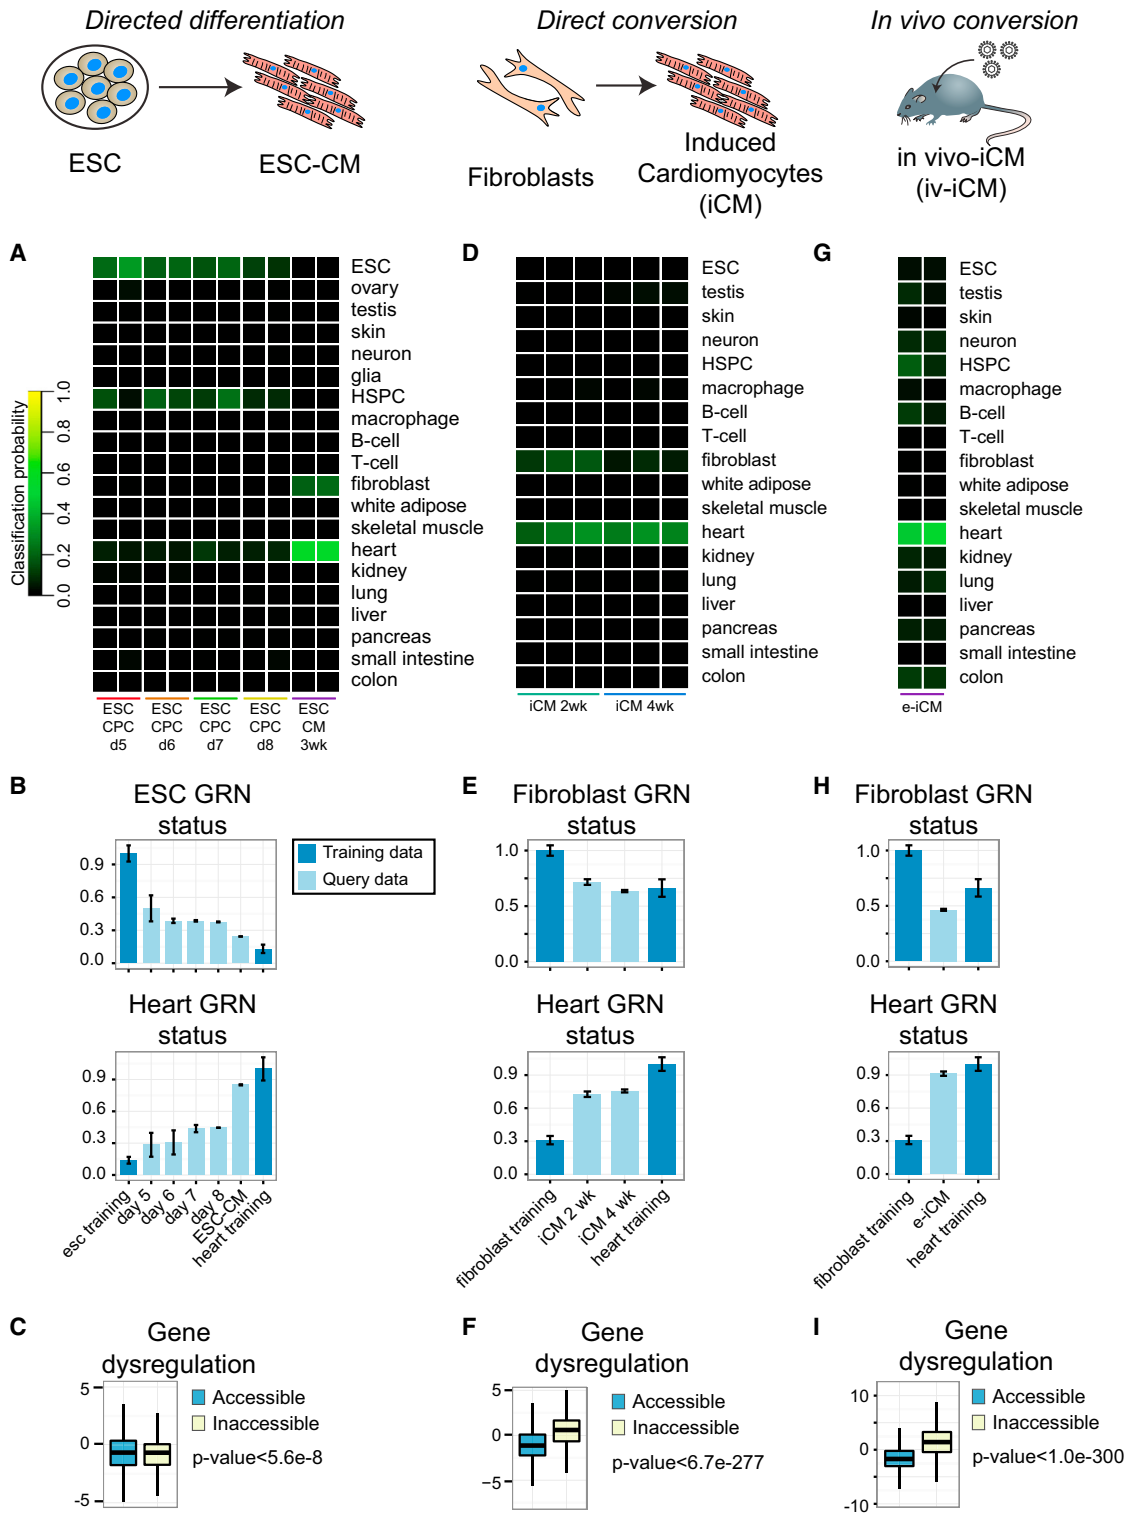 Directed differentiation
Direct conversion
In vivo conversion
ESC
ESC-CM
Fibroblasts
Induced
Cardiomyocytes
(iCM)
in vivo-iCM
(iv-iCM)
A
Classification probability
0.0
0.2
0.4
0.6
0.8
1.0
ESC
ovary
testis
skin
neuron
glia
HSPC
macrophage
B-cell
T-cell
fibroblast
white adipose
skeletal muscle
heart
kidney
lung
liver
pancreas
small intestine
colon
ESC CPC d5
ESC CPC d6
ESC CPC d7
ESC CPC d8
ESC CM 3wk
D
ESC
testis
skin
neuron
HSPC
macrophage
B-cell
T-cell
fibroblast
white adipose
skeletal muscle
heart
kidney
lung
liver
pancreas
small intestine
colon
iCM 2wk
iCM 4wk
G
ESC
testis
skin
neuron
HSPC
macrophage
B-cell
T-cell
fibroblast
white adipose
skeletal muscle
heart
kidney
lung
liver
pancreas
small intestine
colon
e-iCM
B
ESC GRN
status
0.9
0.6
0.3
0.0
Training data
Query data
Heart GRN
status
0.9
0.6
0.3
0.0
esc training
day 5
day 6
day 7
day 8
ESC-CM
heart training
E
Fibroblast GRN
status
1.0
0.5
0.0
Heart GRN
status
0.9
0.6
0.3
0.0
fibroblast training
iCM 2 wk
iCM 4 wk
heart training
H
Fibroblast GRN
status
1.0
0.5
0.0
Heart GRN
status
0.9
0.6
0.3
0.0
fibroblast training
e-iCM
heart training
C
Gene
dysregulation
5
0
-5
Accessible
Inaccessible
p-value<5.6e-8
F
Gene
dysregulation
5
0
−5
Accessible
Inaccessible
p-value<6.7e-277
I
Gene
dysregulation
10
0
-10
Accessible
Inaccessible
p-value<1.0e-300